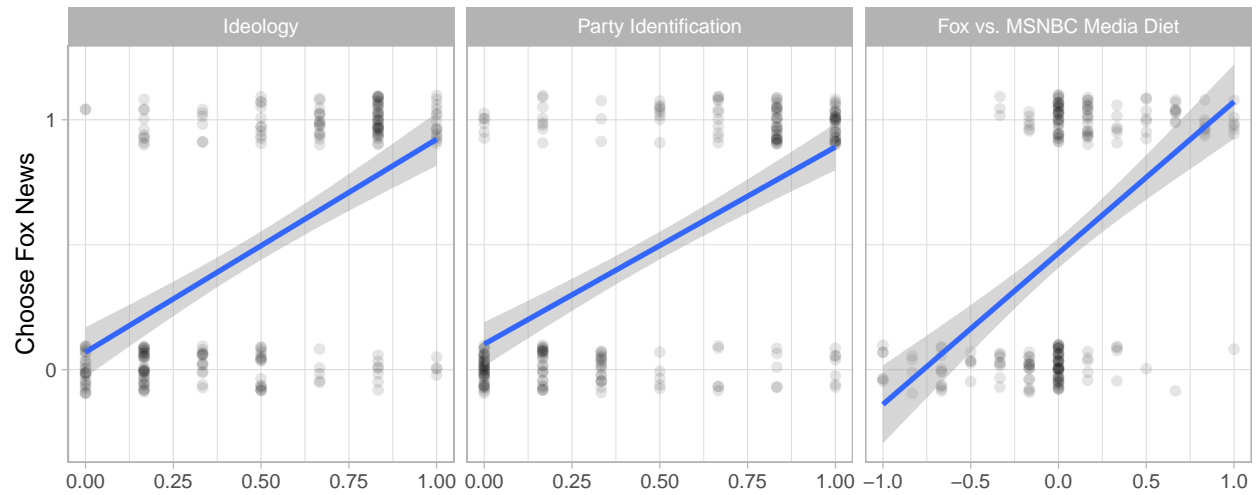 Ideology Party Identification Fox vs. MSNBC Media Diet
Choose Fox News
1
0
0.00 0.25 0.50 0.75 1.00 0.00 0.25 0.50 0.75 1.00 −1.0 −0.5 0.0 0.5 1.0